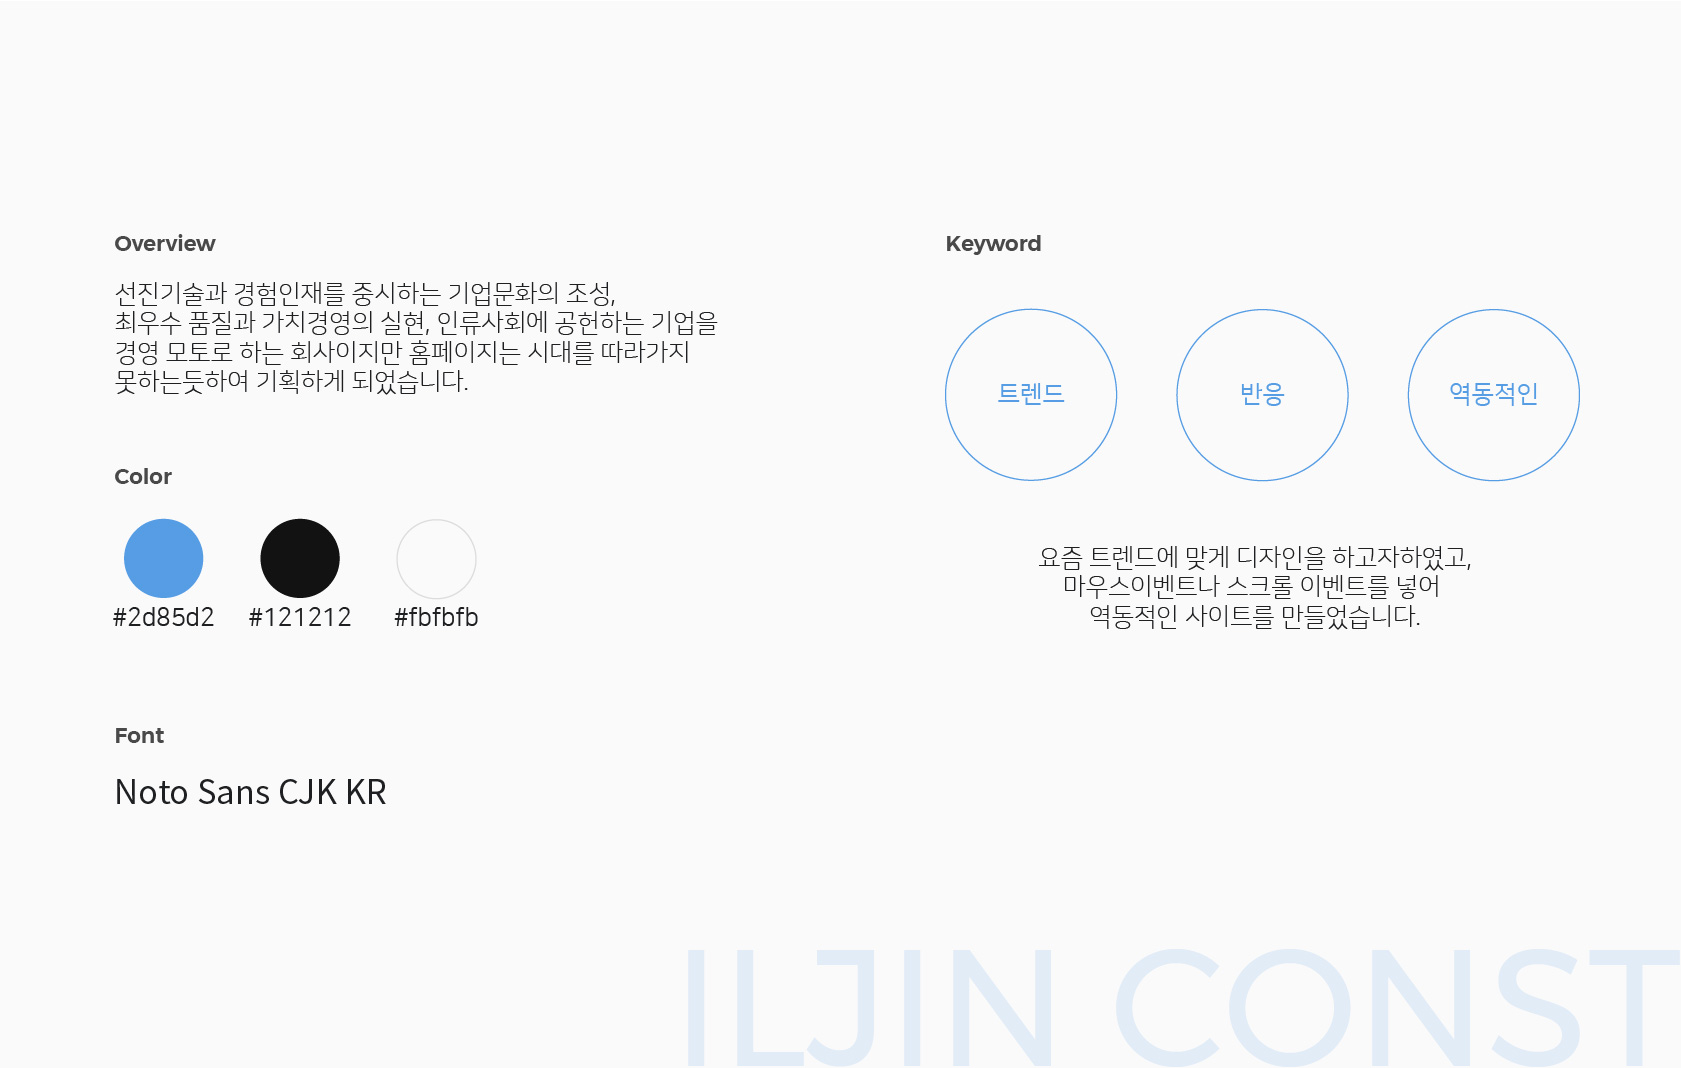 Overview
선진기술과 경험인재를 중시하는 기업문화의 조성,
최우수 품질과 가치경영의 실현, 인류사회에 공헌하는 기업을
경영 모토로 하는 회사이지만 홈페이지는 시대를 따라가지
못하는듯하여 기획하게 되었습니다.
Color
#2d85d2 #121212 #fbfbfb
Font
Noto Sans CJK KR
Keyword
트렌드 반응 역동적인
요즘 트렌드에 맞게 디자인을 하고자하였고,
마우스이벤트나 스크롤 이벤트를 넣어
역동적인 사이트를 만들었습니다.
ILJIN CONST